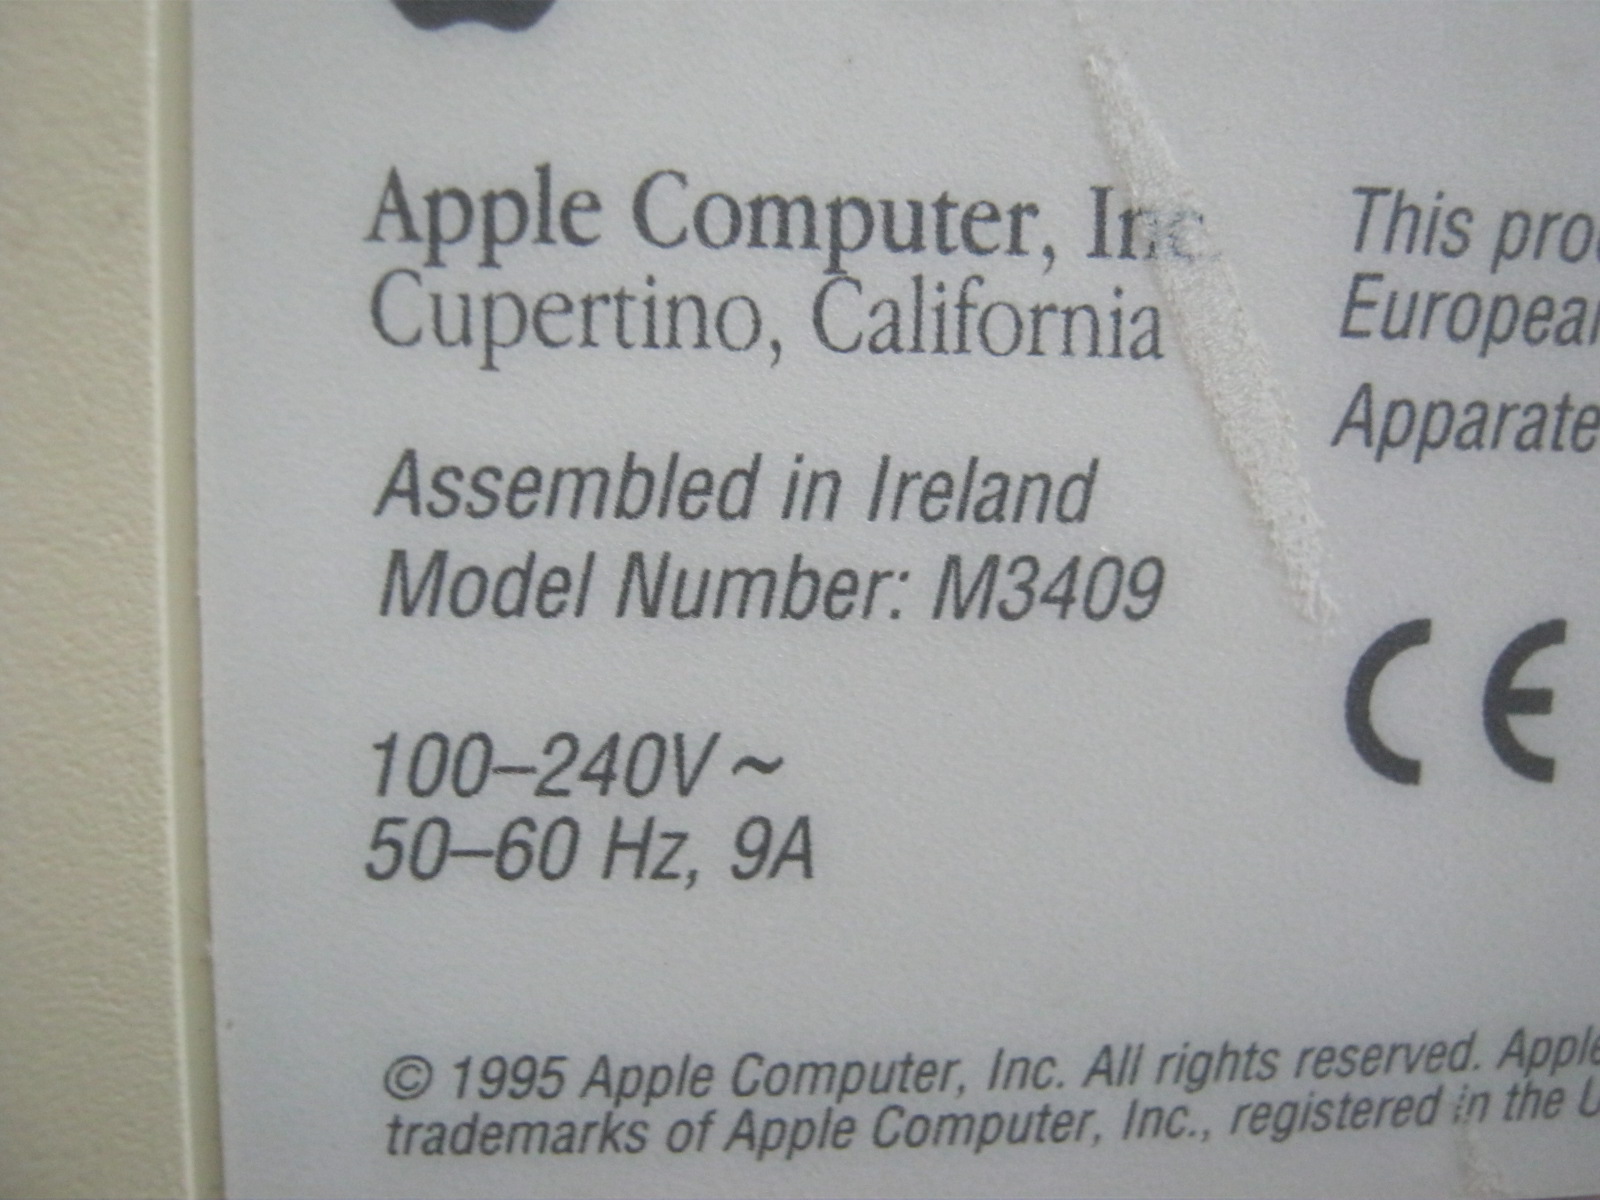 Apple Computer, Inc.
Cupertino, California
Assembled in Ireland
Model Number: M3409
100–240V ~
50–60 Hz, 9A
This pro
European
Apparate
CE
© 1995 Apple Computer, Inc. All rights reserved. Apple
trademarks of Apple Computer, Inc., registered in the U